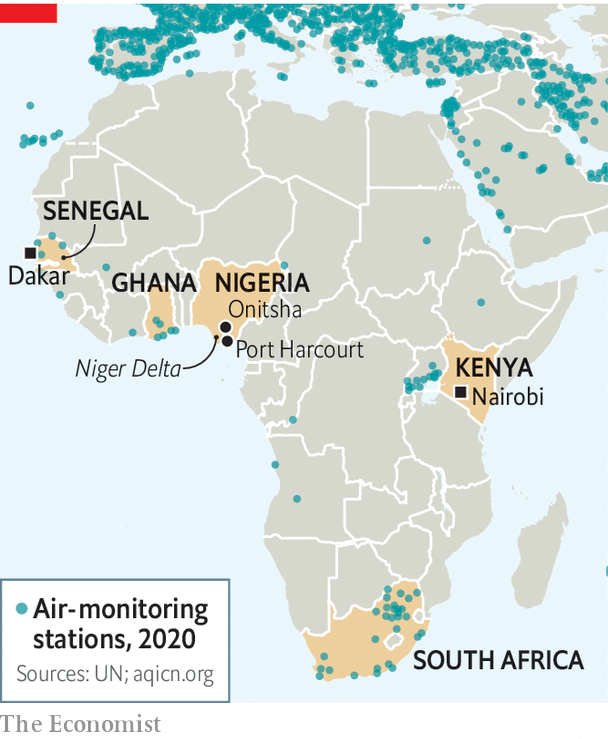 SENEGAL
Dakar
GHANA
NIGERIA
Onitsha
Port Harcourt
Niger Delta
KENYA
Nairobi
SOUTH AFRICA
Air-monitoring
stations, 2020
Sources: UN; aqicn.org
The Economist